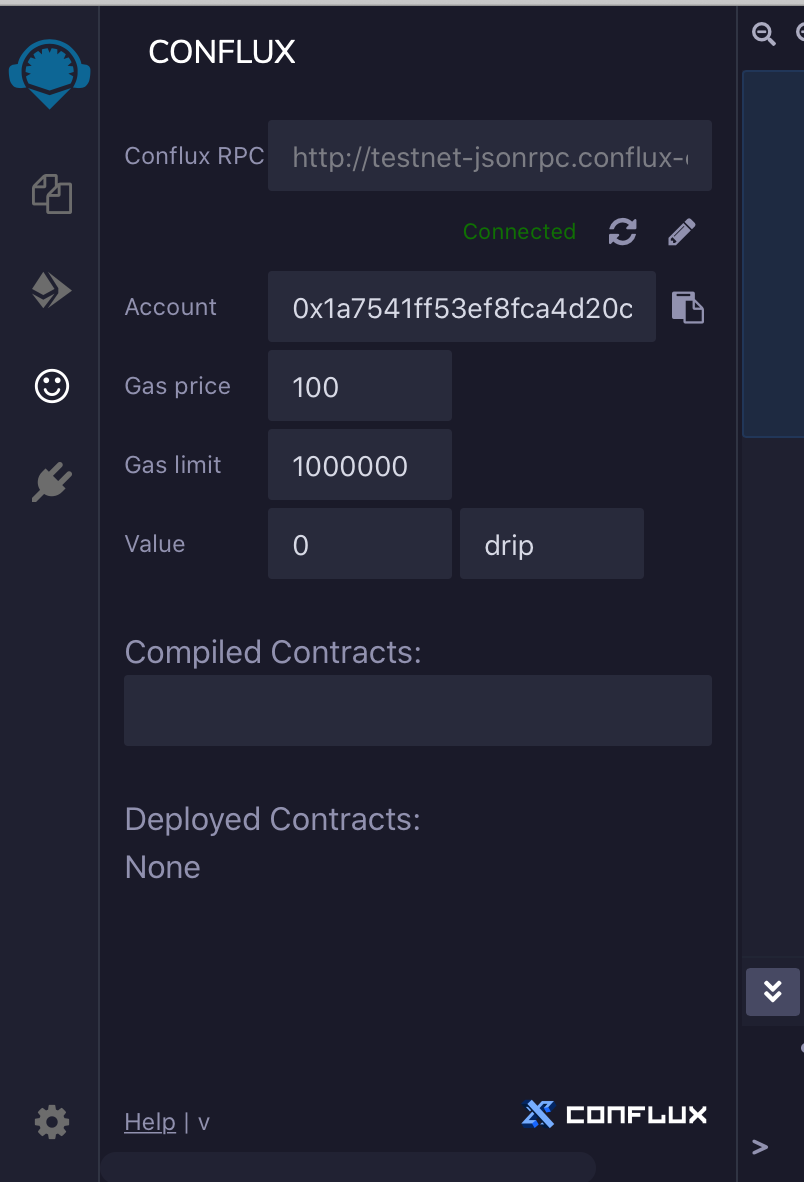 CONFLUX
Conflux RPC http://testnet-jsonrpc.conflux-
Connected
Account 0x1a7541ff53ef8fca4d20c
Gas price 100
Gas limit 1000000
Value 0 drip
Compiled Contracts:
Deployed Contracts:
None
Help | v CONFLUX
>